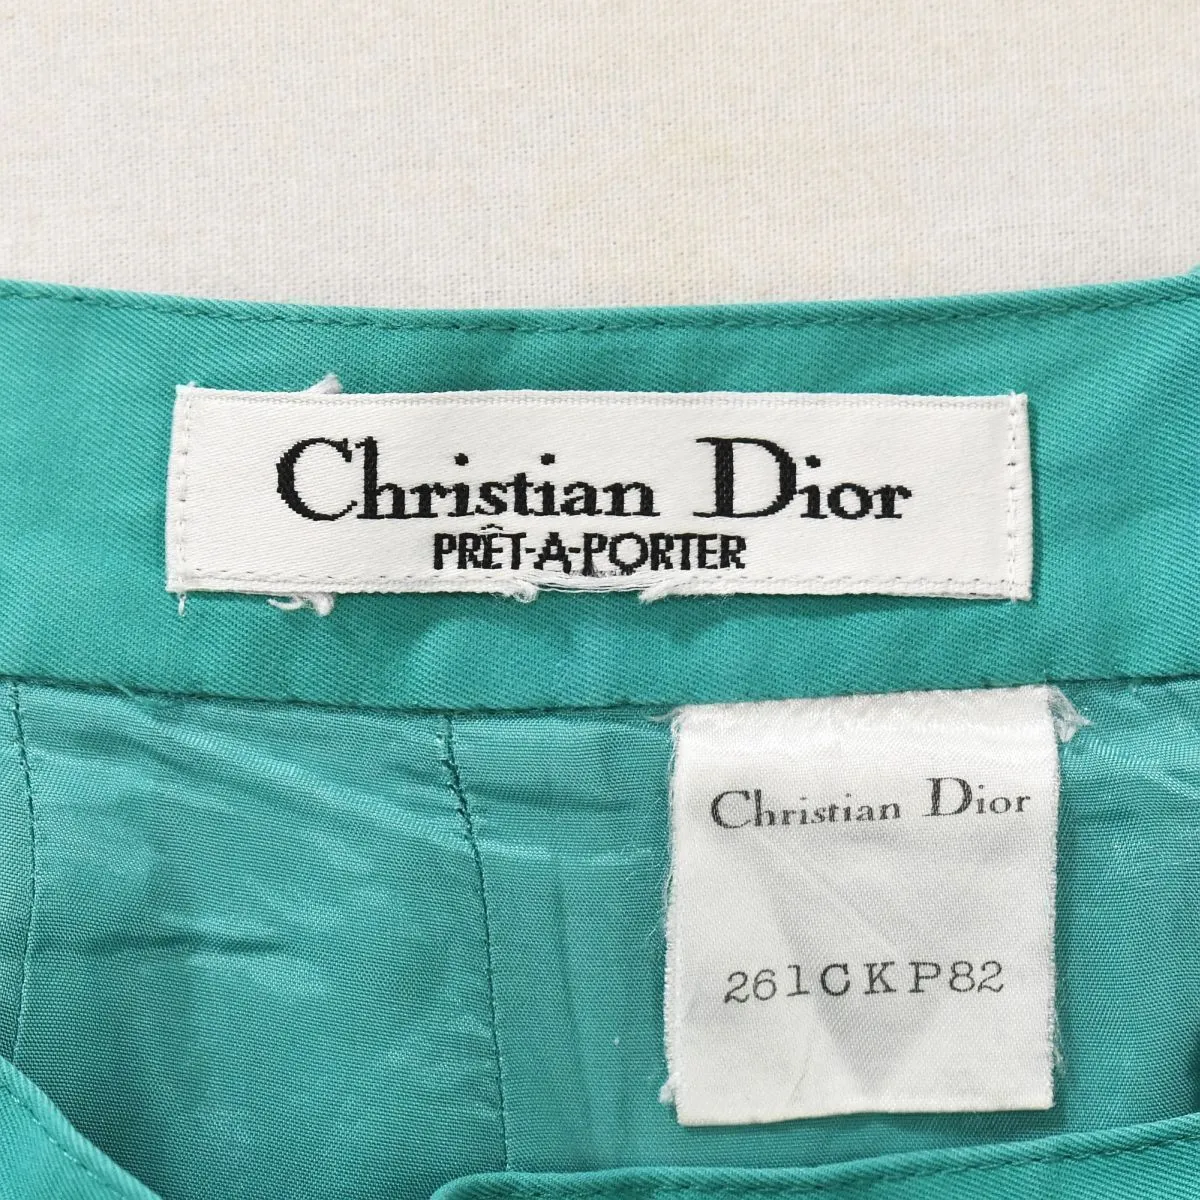 Christian Dior
PRÊT-A-PORTER
Christian Dior
261CKP82